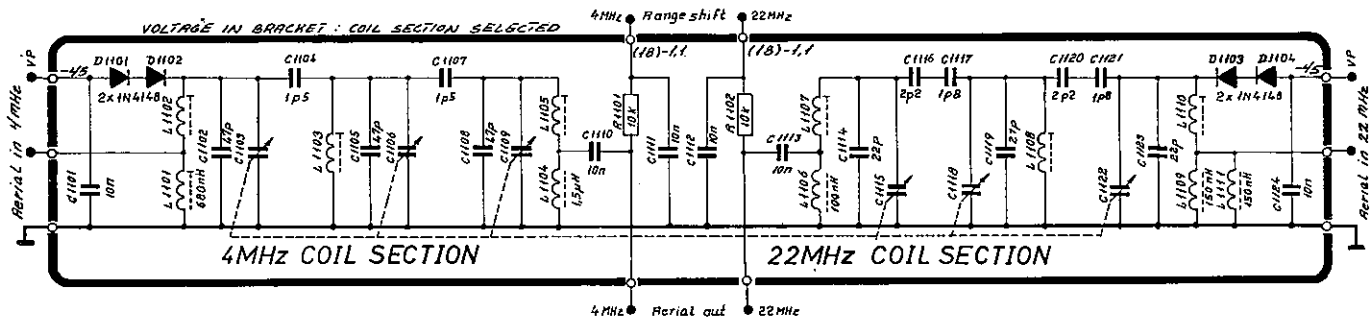 4MHz Range shift 22MHz
VOLTAGE IN BRACKET : COIL SECTION SELECTED
(18)-1,1 (18)-1,1
VP -4/5 D1101 D1102 2x1N4148
C1104 1p5
C1107 1p5
C1116 2p2
C1117 1p8
C1120 2p2
C1121 1p8
D1103 D1104 2x1N4148 -4/5 VP
Aerial in 4MHz
C1101 10n
L1102
L1101 680nH
C1102 47p
C1103
L1103
C1105 47p
C1106
C1108 47p
C1109
L1105
L1104 1,5µH
C1110 10n
R1101 10k
C1111 10n
C1112 10n
R1102 10k
C1113 10n
L1107
L1106 100nH
C1114 22p
C1115
C1118
C1119 27p
L1108
C1122
C1123 22p
L1110
L1109 150nH
150nH
C1124 10n
Aerial in 22MHz
4MHz COIL SECTION
22MHz COIL SECTION
4MHz Aerial out 22MHz